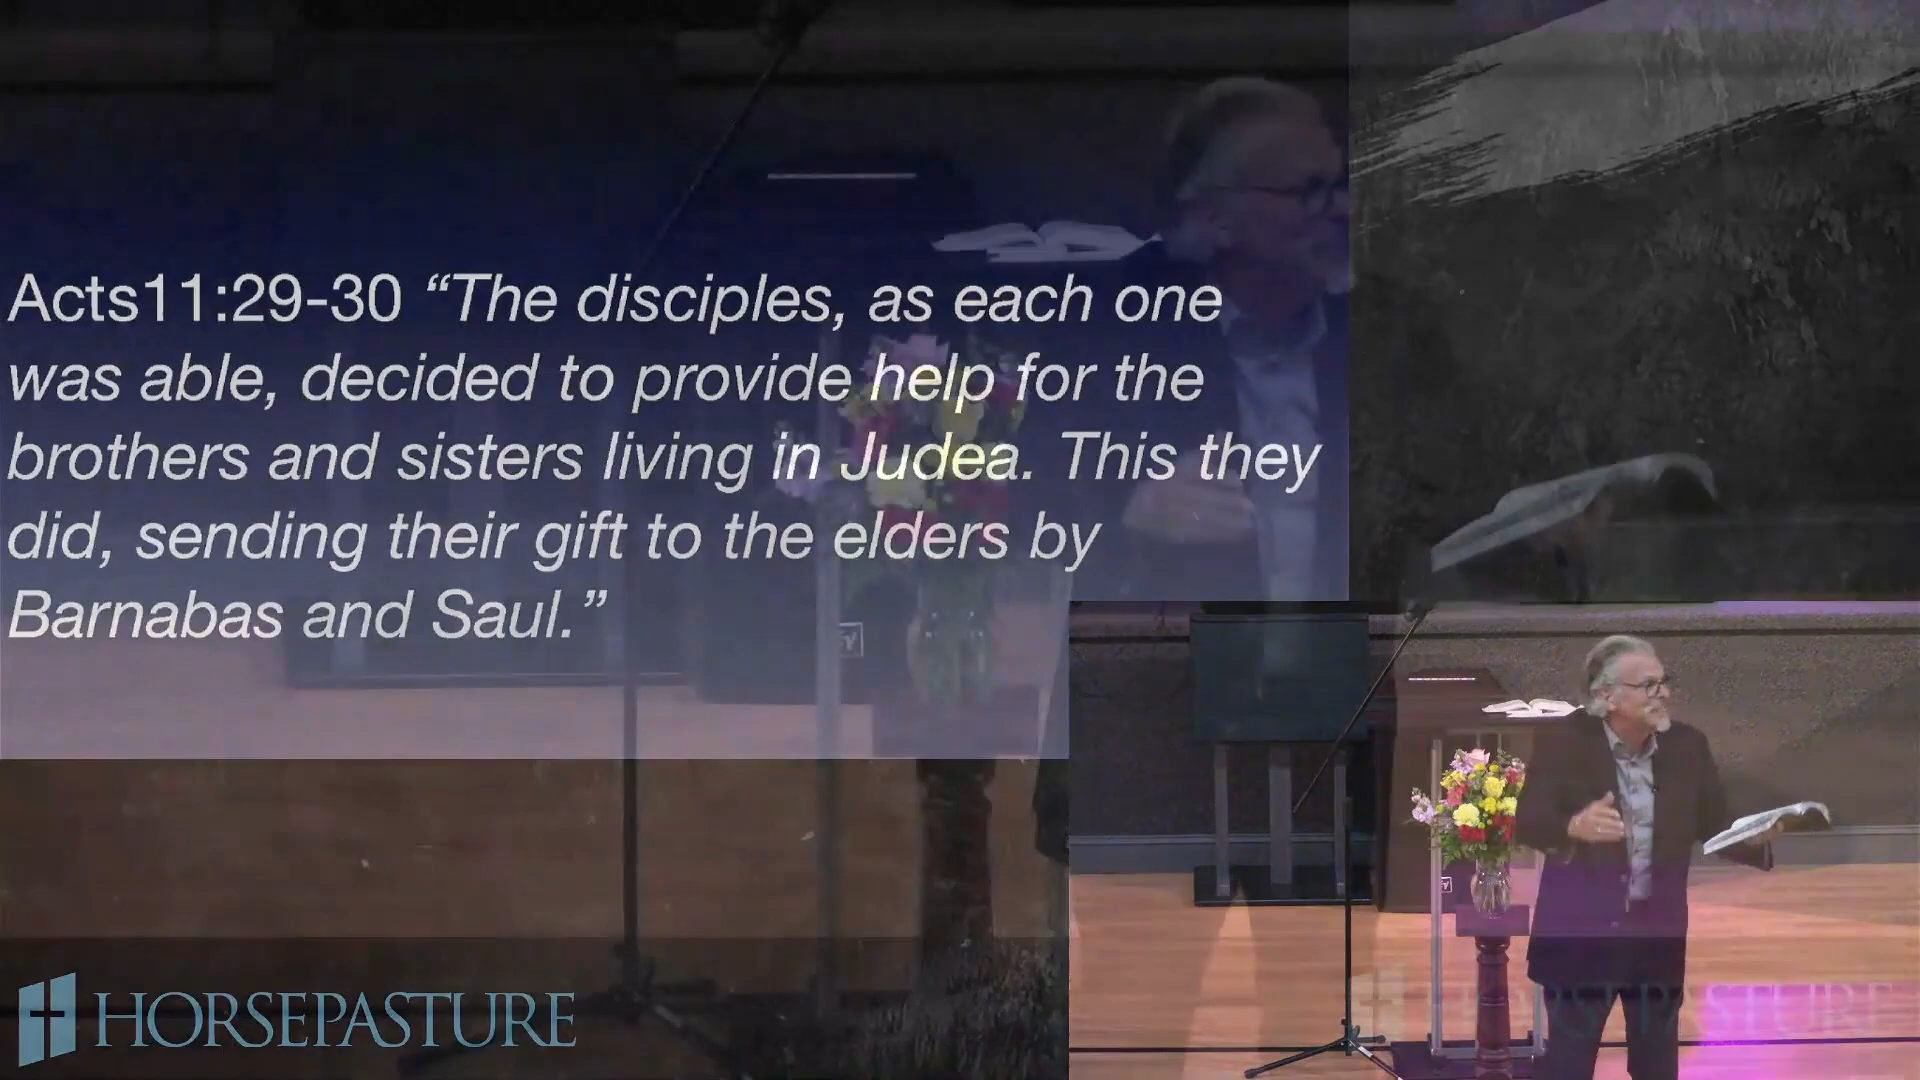 Acts11:29-30 “The disciples, as each one
was able, decided to provide help for the
brothers and sisters living in Judea. This they
did, sending their gift to the elders by
Barnabas and Saul.”
HORSEPASTURE
HORSEPASTURE